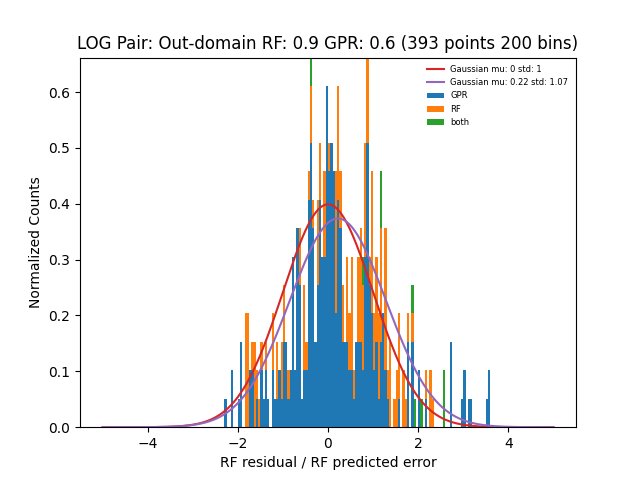 LOG Pair: Out-domain RF: 0.9 GPR: 0.6 (393 points 200 bins)
Gaussian mu: 0 std: 1
Gaussian mu: 0.22 std: 1.07
GPR
RF
both
Normalized Counts
0.6
0.5
0.4
0.3
0.2
0.1
0.0
−4
−2
0
2
4
RF residual / RF predicted error